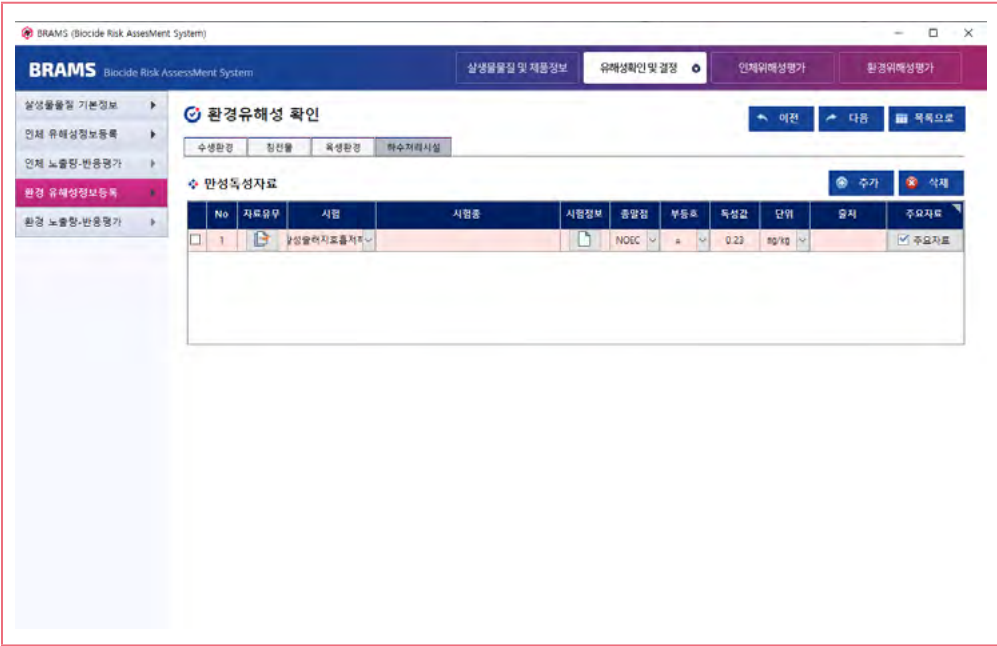 BRAMS (Biocide Risk AssesMent System)
BRAMS Biocide Risk AssessMent System
살생물물질 및 제품정보
유해성확인 및 결정
인체위해성평가
환경위해성평가
살생물물질 기본정보
인체 유해성정보등록
인체 노출량-반응평가
환경 유해성정보등록
환경 노출량-반응평가
환경유해성 확인
이전
다음
목록으로
수생환경 침전물 육생환경 하수처리시설
만성독성자료
추가
삭제
No 자료유무 시험 시험종 시험정보 종말점 부등호 독성값 단위 출처 주요자료
1 NOEC 0.23 주요자료